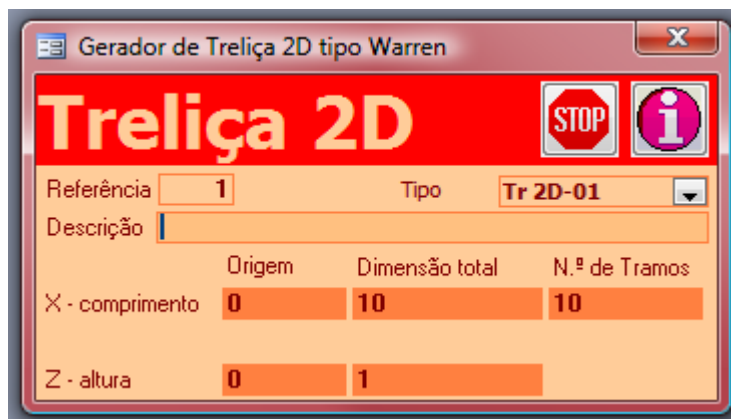 Gerador de Treliça 2D tipo Warren
Treliça 2D
STOP
i
Referência 1 Tipo Tr 2D-01
Descrição
Origem Dimensão total N.º de Tramos
X - comprimento 0 10 10
Z - altura 0 1